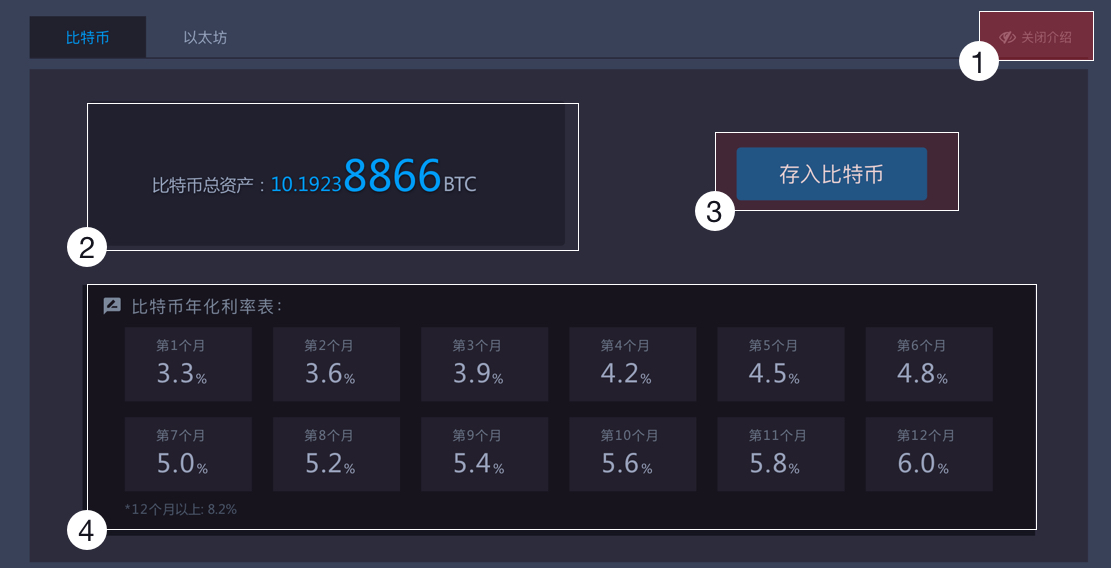 比特币
以太坊
关闭介绍
1
比特币总资产：10.19238866BTC
存入比特币
2
3
比特币年化利率表：
第1个月
3.3%
第2个月
3.6%
第3个月
3.9%
第4个月
4.2%
第5个月
4.5%
第6个月
4.8%
第7个月
5.0%
第8个月
5.2%
第9个月
5.4%
第10个月
5.6%
第11个月
5.8%
第12个月
6.0%
*12个月以上: 8.2%
4